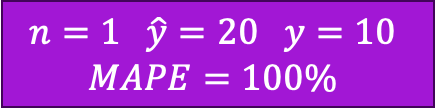 n = 1 ŷ = 20 y = 10
MAPE = 100%